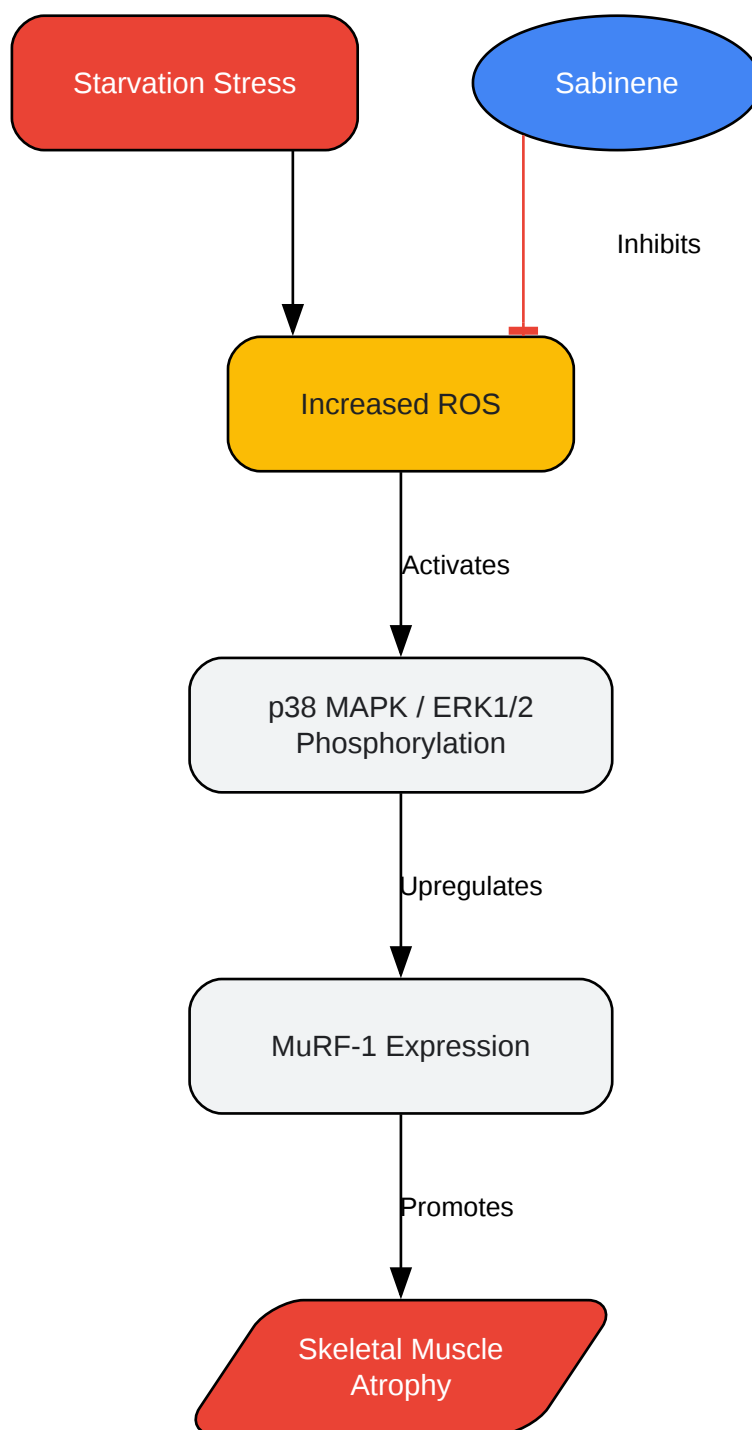 Starvation Stress
Sabinene
Inhibits
Increased ROS
Activates
p38 MAPK / ERK1/2
Phosphorylation
Upregulates
MuRF-1 Expression
Promotes
Skeletal Muscle
Atrophy